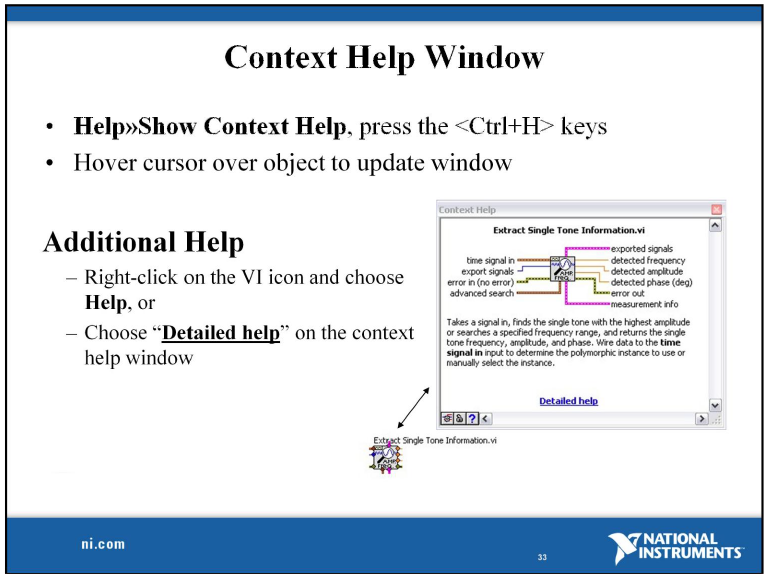 Context Help Window
• Help»Show Context Help, press the <Ctrl+H> keys
• Hover cursor over object to update window
Additional Help
– Right-click on the VI icon and choose
Help, or
– Choose “Detailed help” on the context
help window
Context Help
Extract Single Tone Information.vi
time signal in
export signals
error in (no error)
advanced search
AMP
FREQ.
exported signals
detected frequency
detected amplitude
detected phase (deg)
error out
measurement info
Takes a signal in, finds the single tone with the highest amplitude
or searches a specified frequency range, and returns the single
tone frequency, amplitude, and phase. Wire data to the time
signal in input to determine the polymorphic instance to use or
manually select the instance.
Detailed help
?
Extract Single Tone Information.vi
AMP
FREQ.
ni.com
33
NATIONAL
INSTRUMENTS